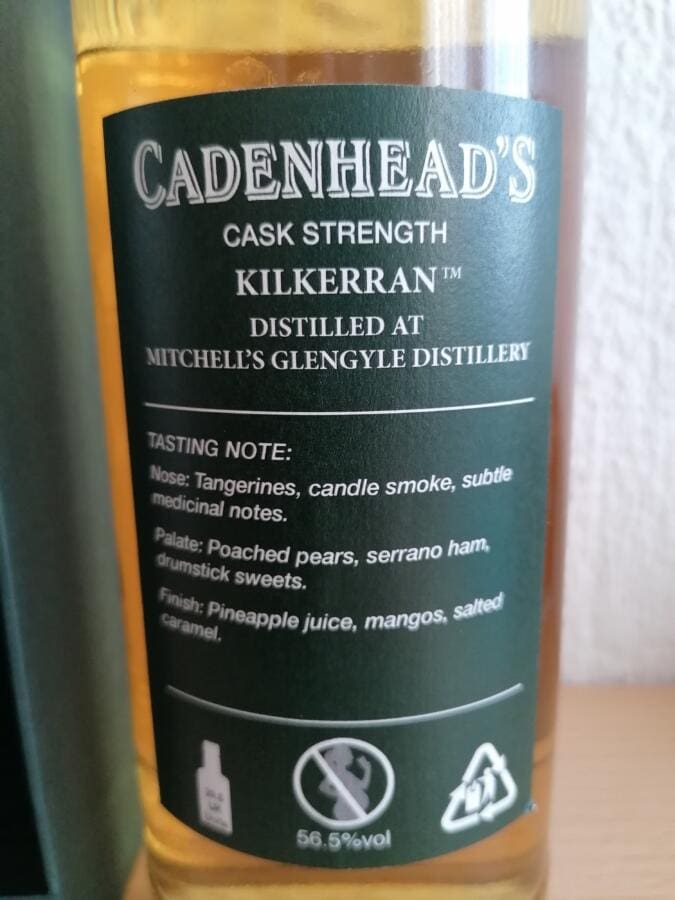 CADENHEAD'S
CASK STRENGTH
KILKERRAN™
DISTILLED AT
MITCHELL'S GLENGYLE DISTILLERY
TASTING NOTE:
Nose: Tangerines, candle smoke, subtle
medicinal notes.
Palate: Poached pears, serrano ham,
drumstick sweets.
Finish: Pineapple juice, mangos, salted
caramel.
56.5%vol